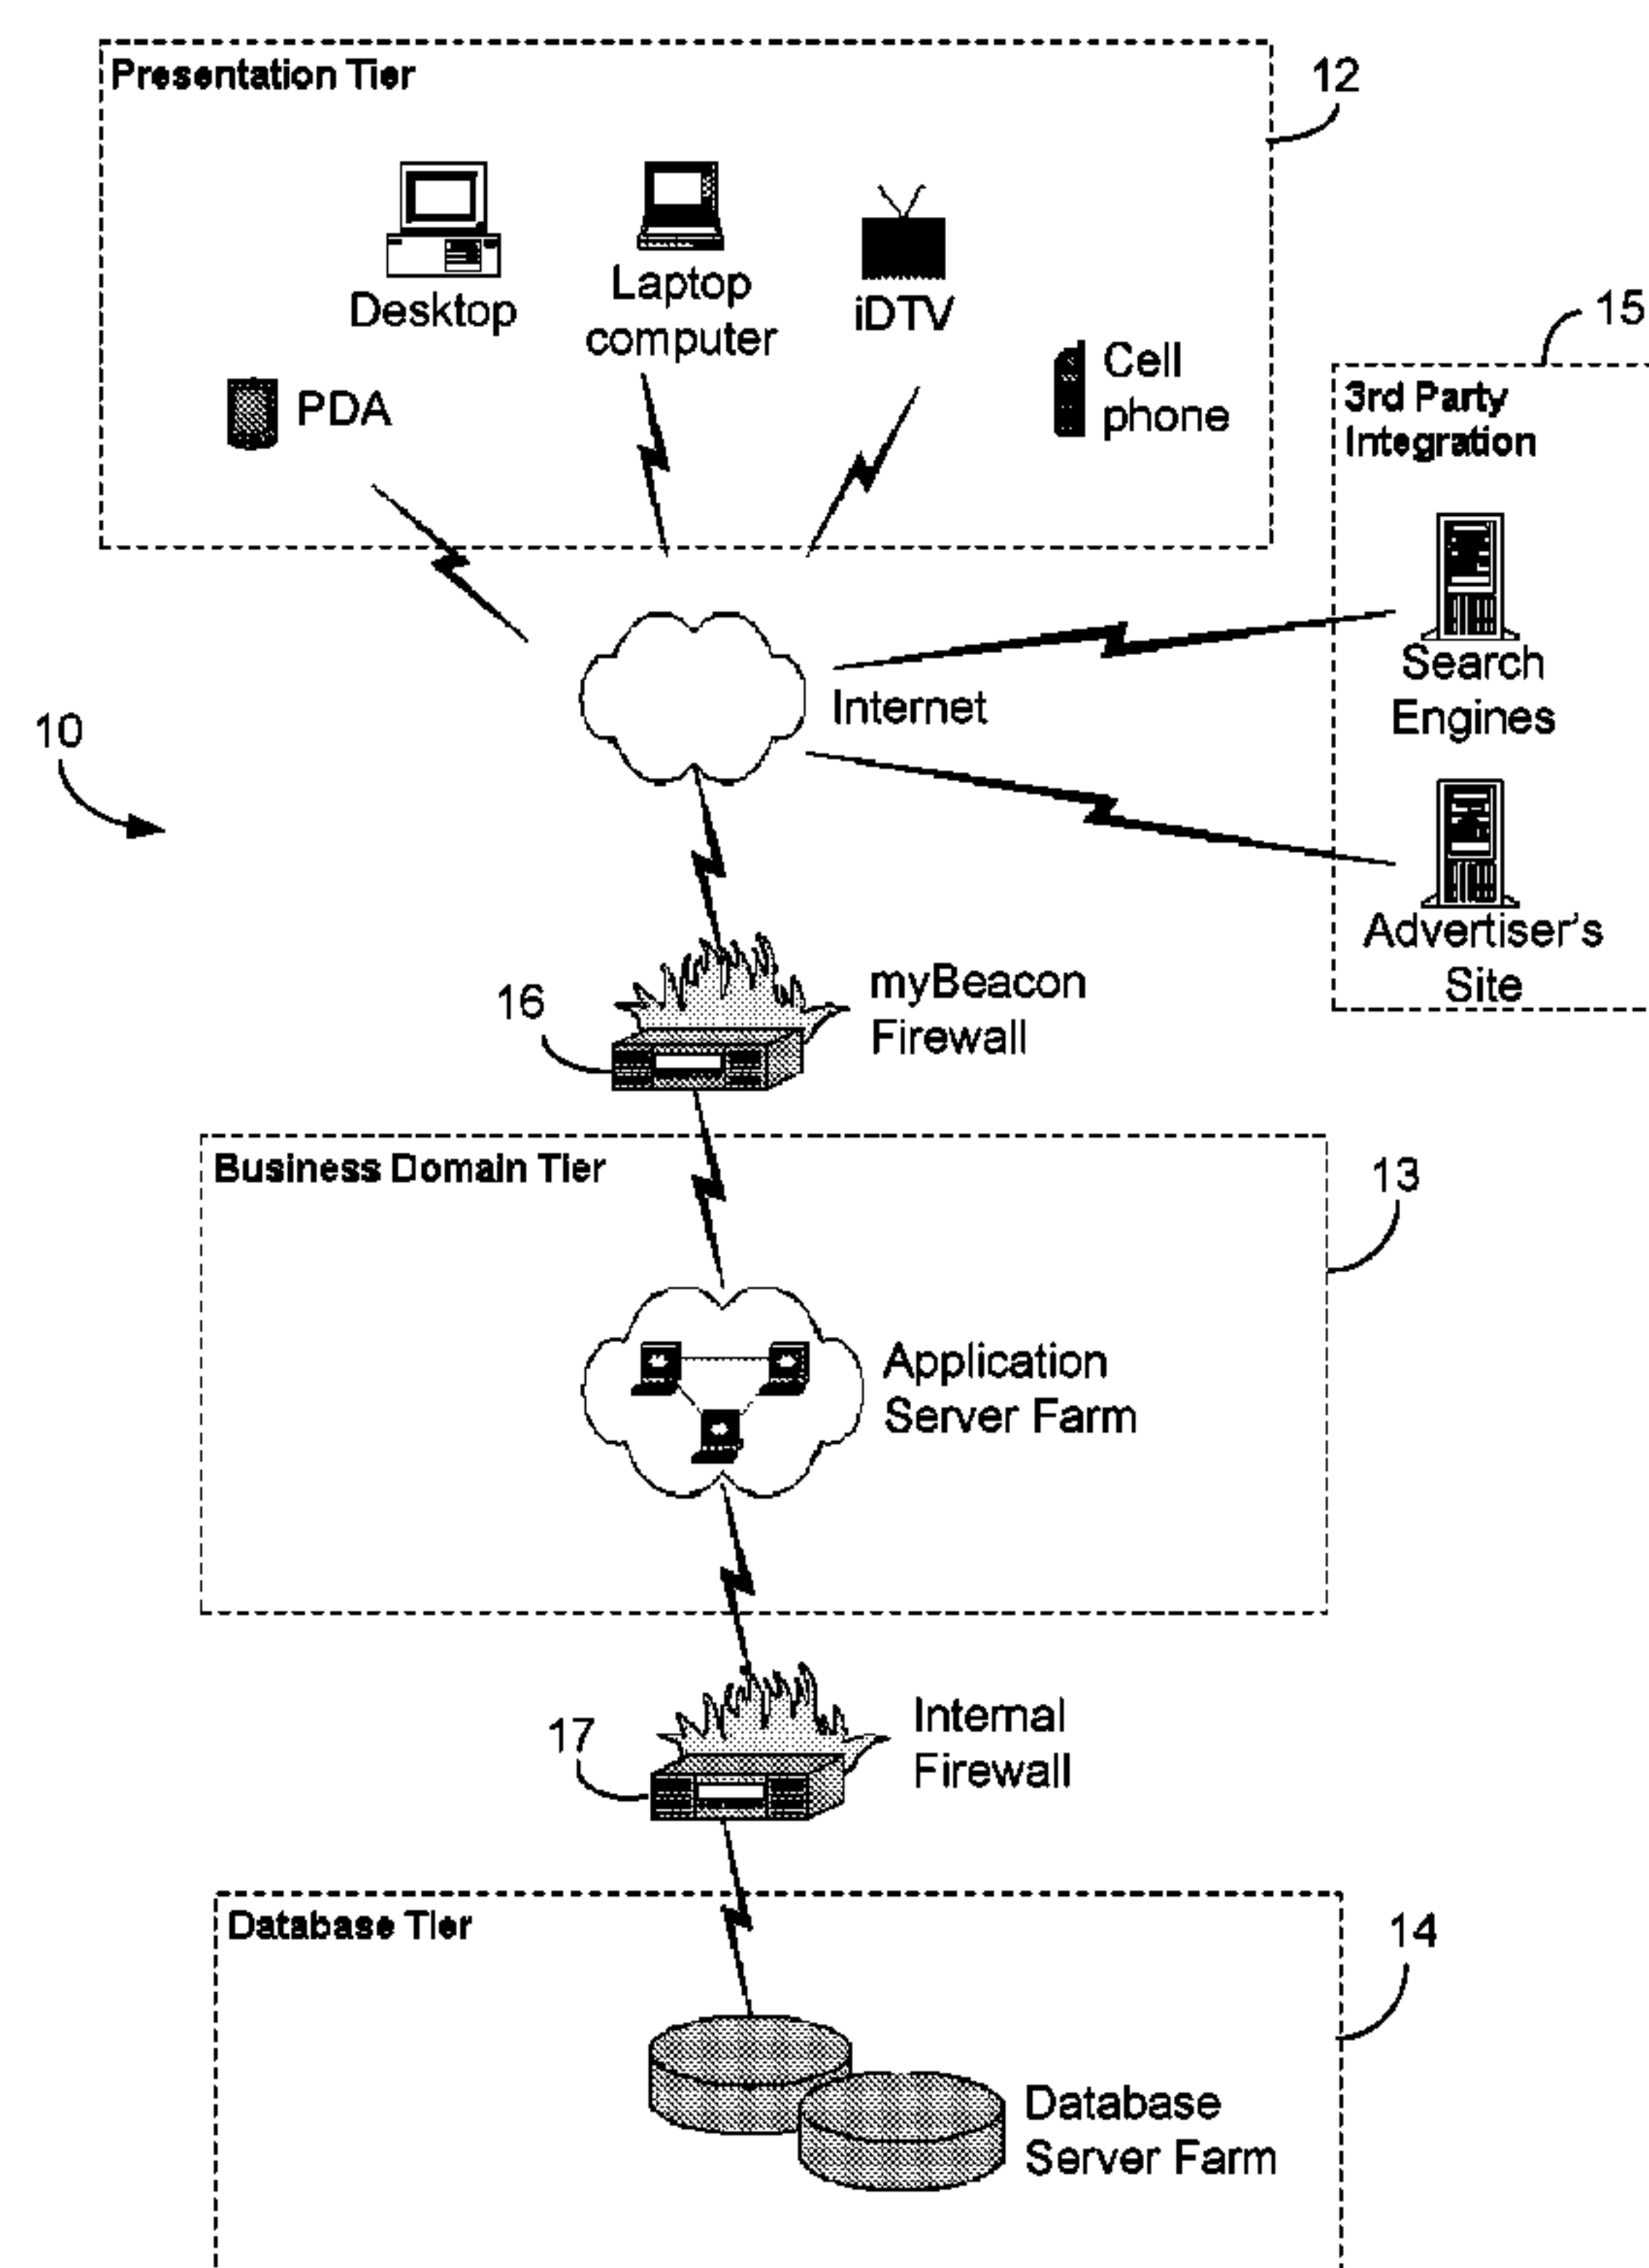 Presentation Tier
12
Desktop
Laptop
computer
iDTV
PDA
Cell
phone
15
3rd Party
Integration
Search
Engines
Internet
10
Advertiser's
Site
myBeacon
Firewall
16
Business Domain Tier
13
Application
Server Farm
Internal
Firewall
17
Database Tier
14
Database
Server Farm